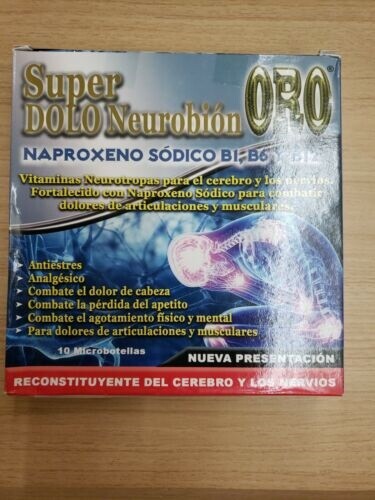 Super ORO®
DOLO Neurobión
NAPROXENO SÓDICO B1, B6 Y B12
Vitaminas Neurotropas para el cerebro y los nervios.
Fortalecido con Naproxeno Sódico para combatir
dolores de articulaciones y musculares.
Antiestres
Analgésico
Combate el dolor de cabeza
Combate la pérdida del apetito
Combate el agotamiento físico y mental
Para dolores de articulaciones y musculares
10 Microbotellas
NUEVA PRESENTACIÓN
RECONSTITUYENTE DEL CEREBRO Y LOS NERVIOS